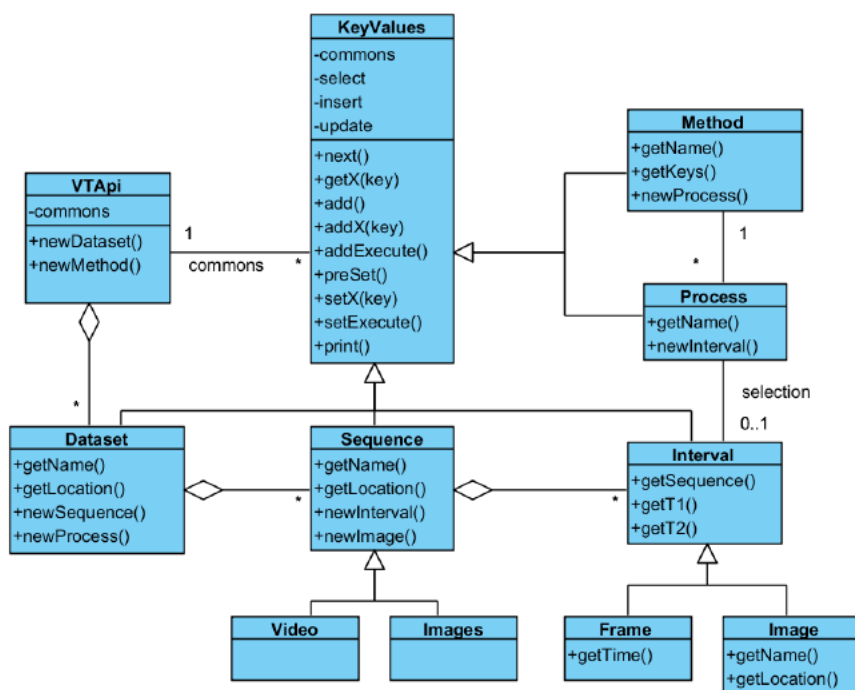 KeyValues
-commons
-select
-insert
-update
+next()
+getX(key)
+add()
+addX(key)
+addExecute()
+preSet()
+setX(key)
+setExecute()
+print()
VTApi
-commons
+newDataset()
+newMethod()
1
commons
*
Method
+getName()
+getKeys()
+newProcess()
1
*
Process
+getName()
+newInterval()
selection
0..1
*
Dataset
+getName()
+getLocation()
+newSequence()
+newProcess()
*
Sequence
+getName()
+getLocation()
+newInterval()
+newImage()
*
Interval
+getSequence()
+getT1()
+getT2()
Video
Images
Frame
+getTime()
Image
+getName()
+getLocation()